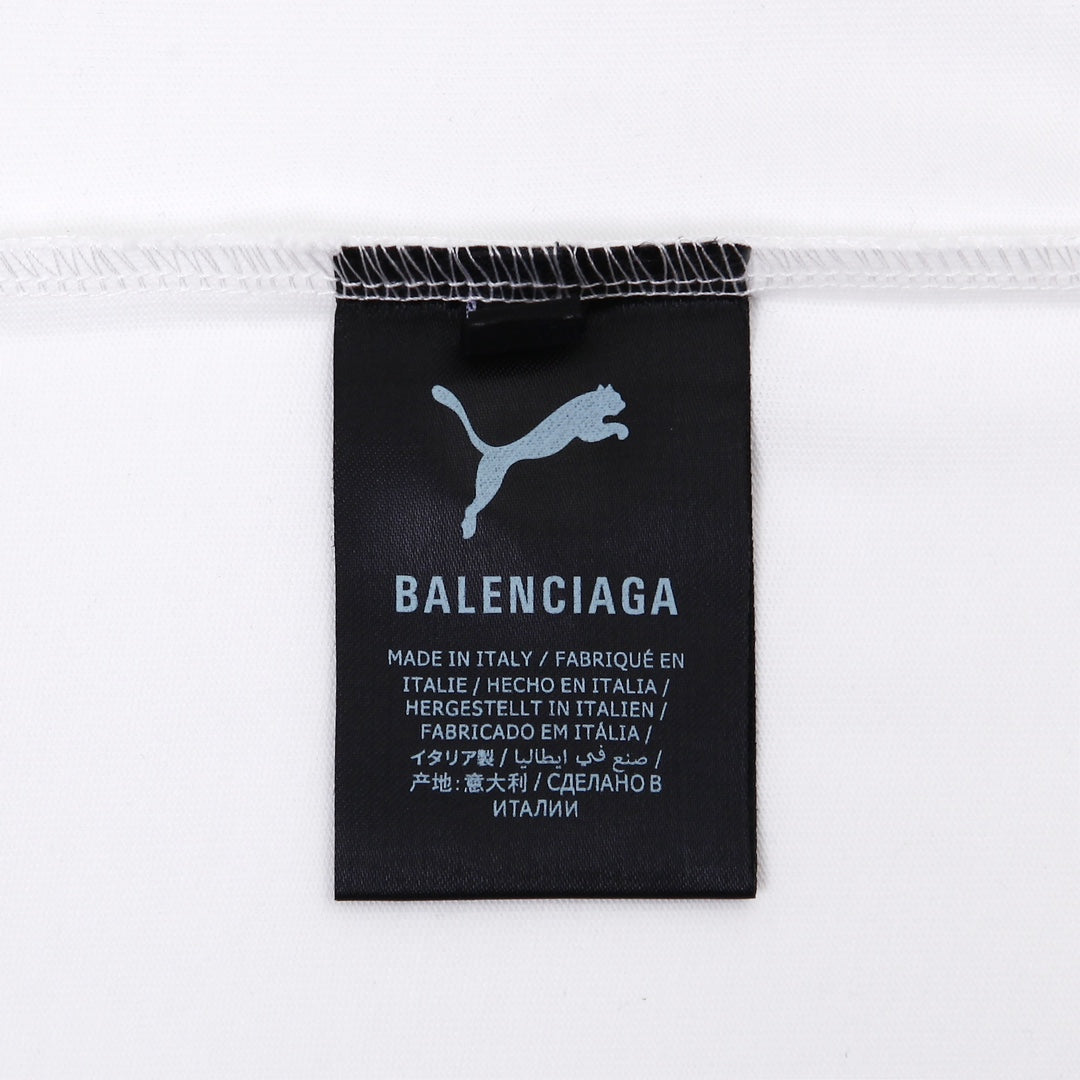 BALENCIAGA
MADE IN ITALY / FABRIQUÉ EN
ITALIE / HECHO EN ITALIA /
HERGESTELLT IN ITALIEN /
FABRICADO EM ITÁLIA /
イタリア製 / صنع في ايطاليا /
产地: 意大利 / СДЕЛАНО В
ИТАЛИИ